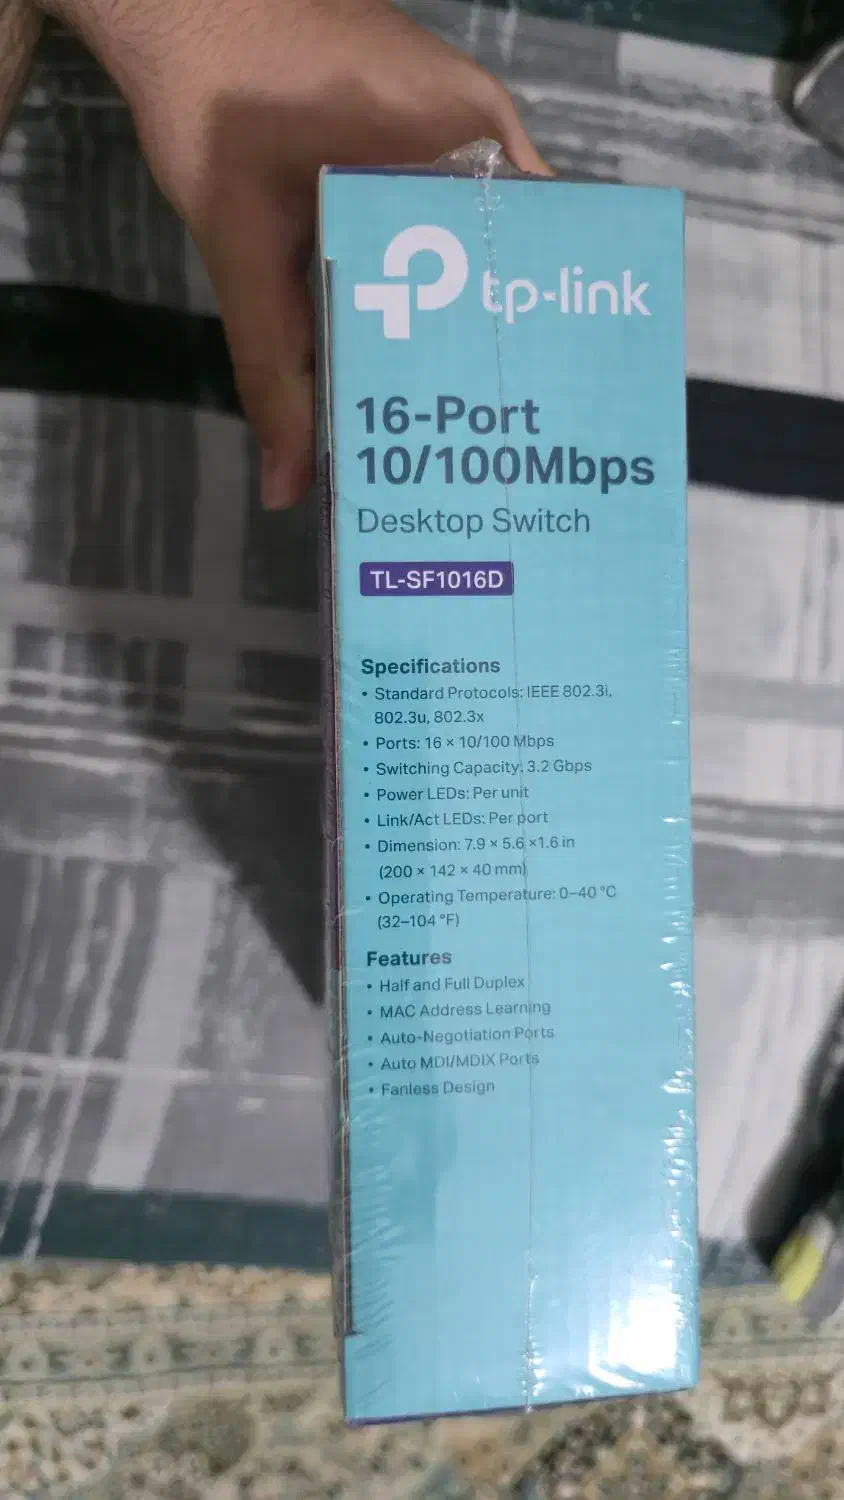 tp-link
16-Port
10/100Mbps
Desktop Switch
TL-SF1016D
Specifications
• Standard Protocols: IEEE 802.3i,
802.3u, 802.3x
• Ports: 16 × 10/100 Mbps
• Switching Capacity: 3.2 Gbps
• Power LEDs: Per unit
• Link/Act LEDs: Per port
• Dimension: 7.9 × 5.6 ×1.6 in
(200 × 142 × 40 mm)
• Operating Temperature: 0–40 °C
(32–104 °F)
Features
• Half and Full Duplex
• MAC Address Learning
• Auto-Negotiation Ports
• Auto MDI/MDIX Ports
• Fanless Design